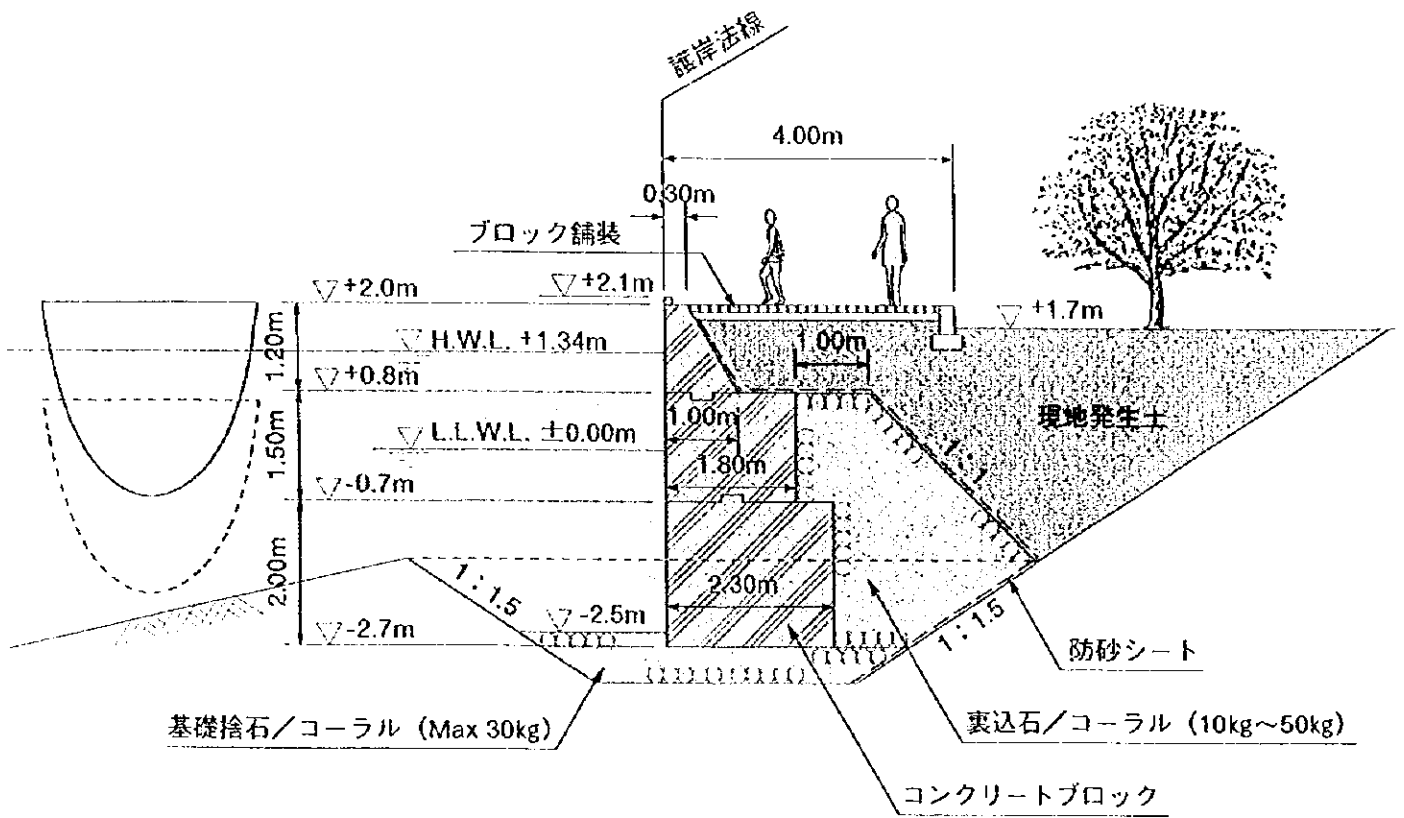 護岸法線
4.00m
0.30m
ブロック舗装
+2.0m
+2.1m
+1.7m
H.W.L. +1.34m
1.20m
1.00m
+0.8m
現地発生土
1.00m
L.L.W.L. ±0.00m
1.50m
1.80m
1:1
-0.7m
2.00m
2.30m
1:1.5
-2.5m
1:1.5
-2.7m
防砂シート
基礎捨石/コーラル (Max 30kg)
裏込石/コーラル (10kg~50kg)
コンクリートブロック